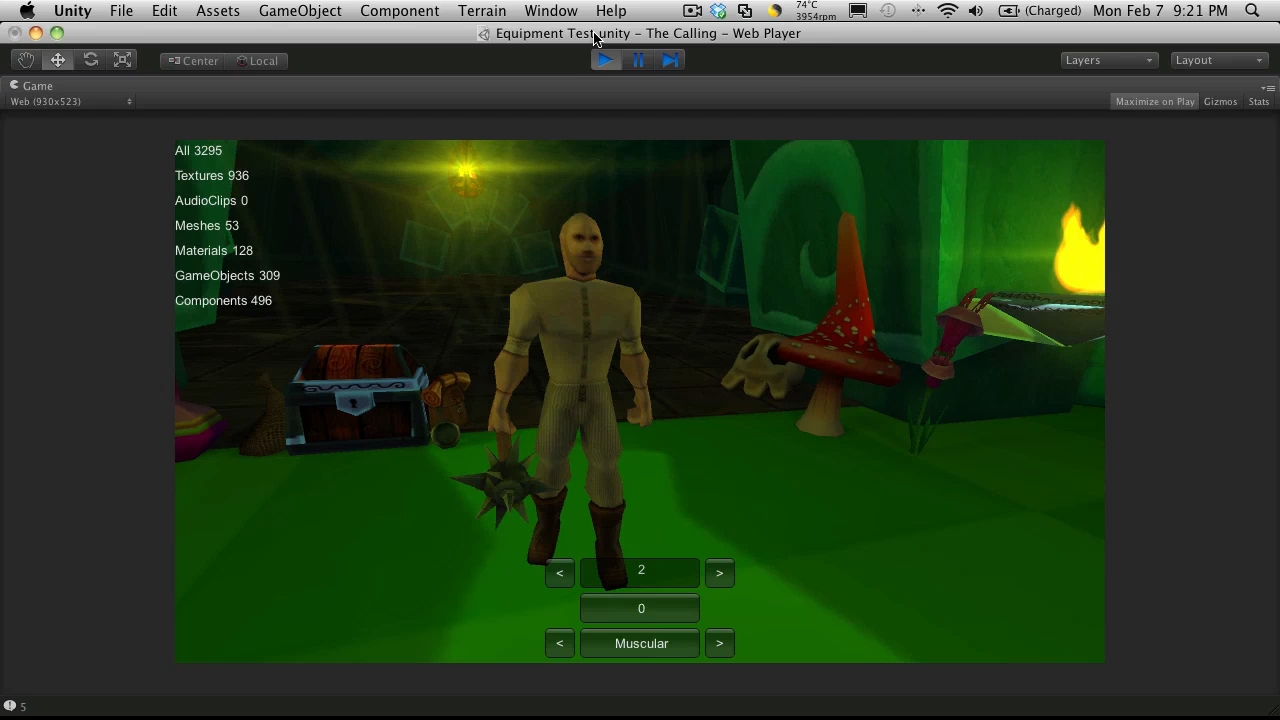 Unity File Edit Assets GameObject Component Terrain Window Help 74°C 3954rpm (Charged) Mon Feb 7 9:21 PM
Equipment Test.unity – The Calling – Web Player
Center Local Layers Layout
Game
Web (930x523) Maximize on Play Gizmos Stats
All 3295
Textures 936
AudioClips 0
Meshes 53
Materials 128
GameObjects 309
Components 496
< 2 >
0
< Muscular >
5